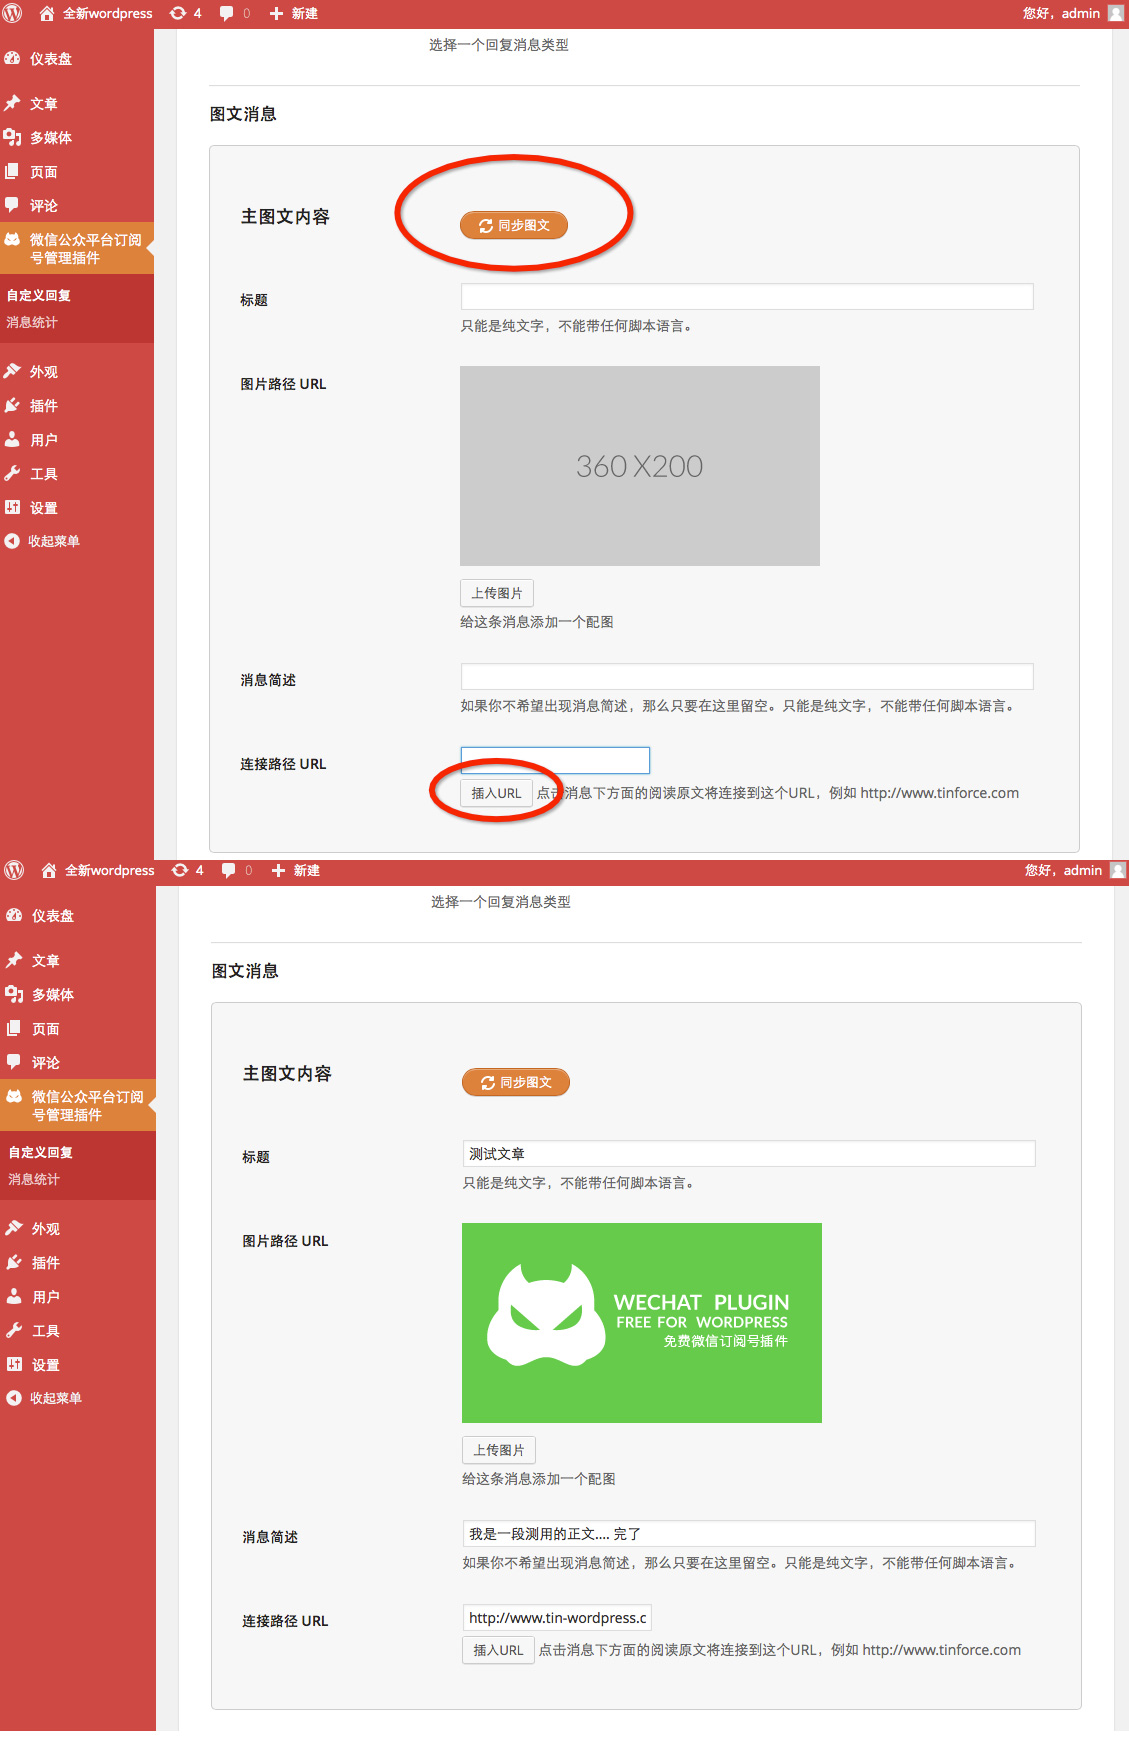 全新wordpress 4 0 新建 您好，admin
仪表盘
文章
多媒体
页面
评论
微信公众平台订阅
号管理插件
自定义回复
消息统计
外观
插件
用户
工具
设置
收起菜单
选择一个回复消息类型
图文消息
主图文内容 同步图文
标题
只能是纯文字，不能带任何脚本语言。
图片路径 URL
360 X200
上传图片
给这条消息添加一个配图
消息简述
如果你不希望出现消息简述，那么只要在这里留空。只能是纯文字，不能带任何脚本语言。
连接路径 URL
插入URL 点击消息下方面的阅读原文将连接到这个URL，例如 http://www.tinforce.com
全新wordpress 4 0 新建 您好，admin
仪表盘
文章
多媒体
页面
评论
微信公众平台订阅
号管理插件
自定义回复
消息统计
外观
插件
用户
工具
设置
收起菜单
选择一个回复消息类型
图文消息
主图文内容 同步图文
标题 测试文章
只能是纯文字，不能带任何脚本语言。
图片路径 URL
WECHAT PLUGIN
FREE FOR WORDPRESS
免费微信订阅号插件
上传图片
给这条消息添加一个配图
消息简述 我是一段测用的正文.... 完了
如果你不希望出现消息简述，那么只要在这里留空。只能是纯文字，不能带任何脚本语言。
连接路径 URL http://www.tin-wordpress.c
插入URL 点击消息下方面的阅读原文将连接到这个URL，例如 http://www.tinforce.com